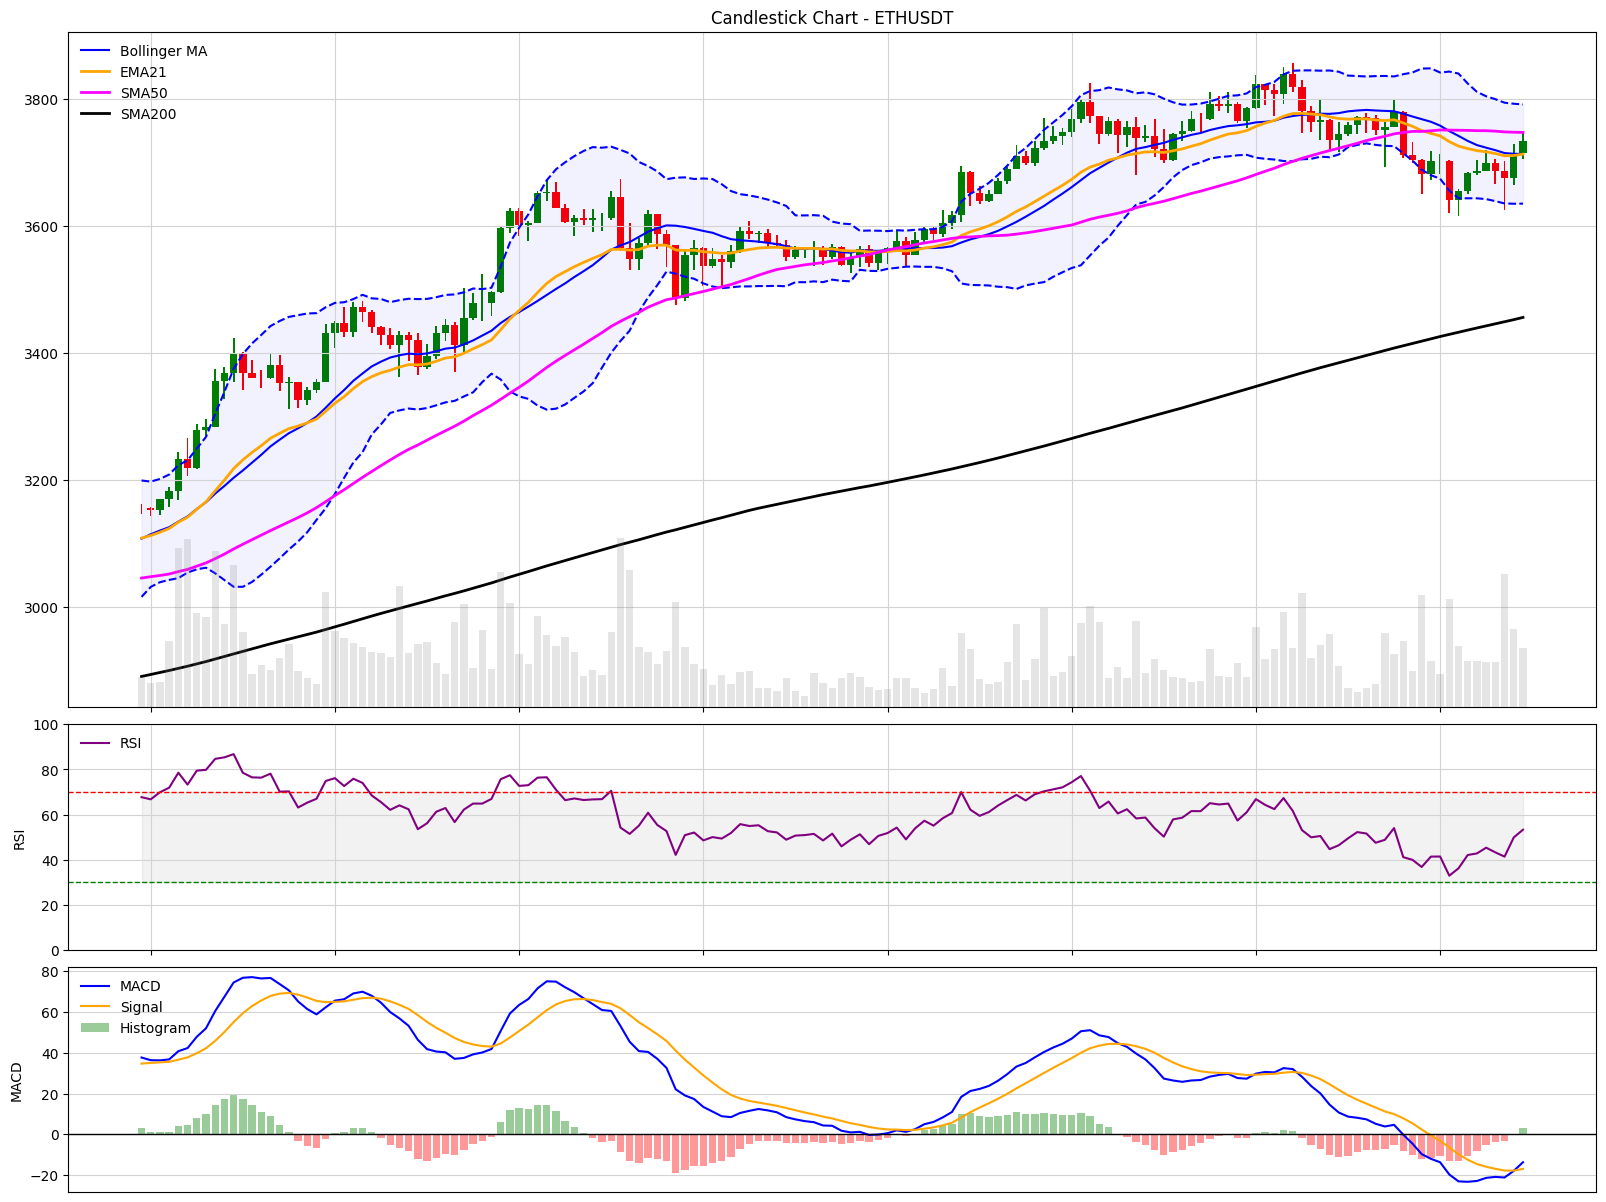 Candlestick Chart - ETHUSDT
Bollinger MA
EMA21
SMA50
SMA200
3800
3600
3400
3200
3000
100
80
60
40
20
0
RSI
RSI
80
60
40
20
0
−20
MACD
MACD
Signal
Histogram